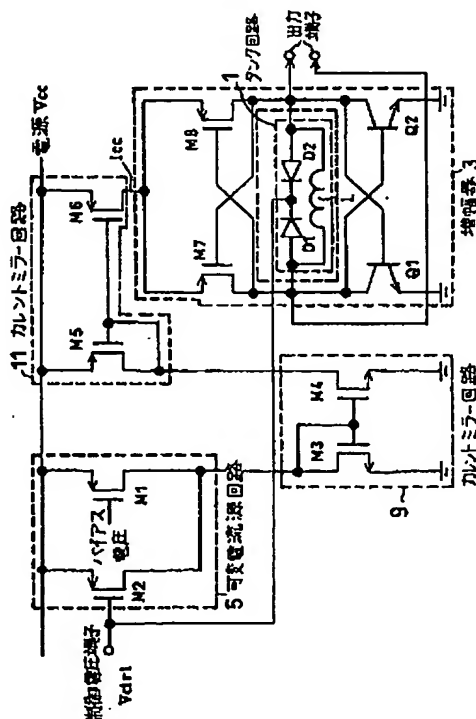 電源 Vcc
11 カレントミラー回路
M5
M6
Icc
M7
M8
タンク回路
1
出力
端子
D1
D2
L
Q1
Q2
増幅器 3
M2
M1
バイアス
電圧
5 可変電流源回路
制御電圧端子
Vctrl
M3
M4
9
カレントミラー回路